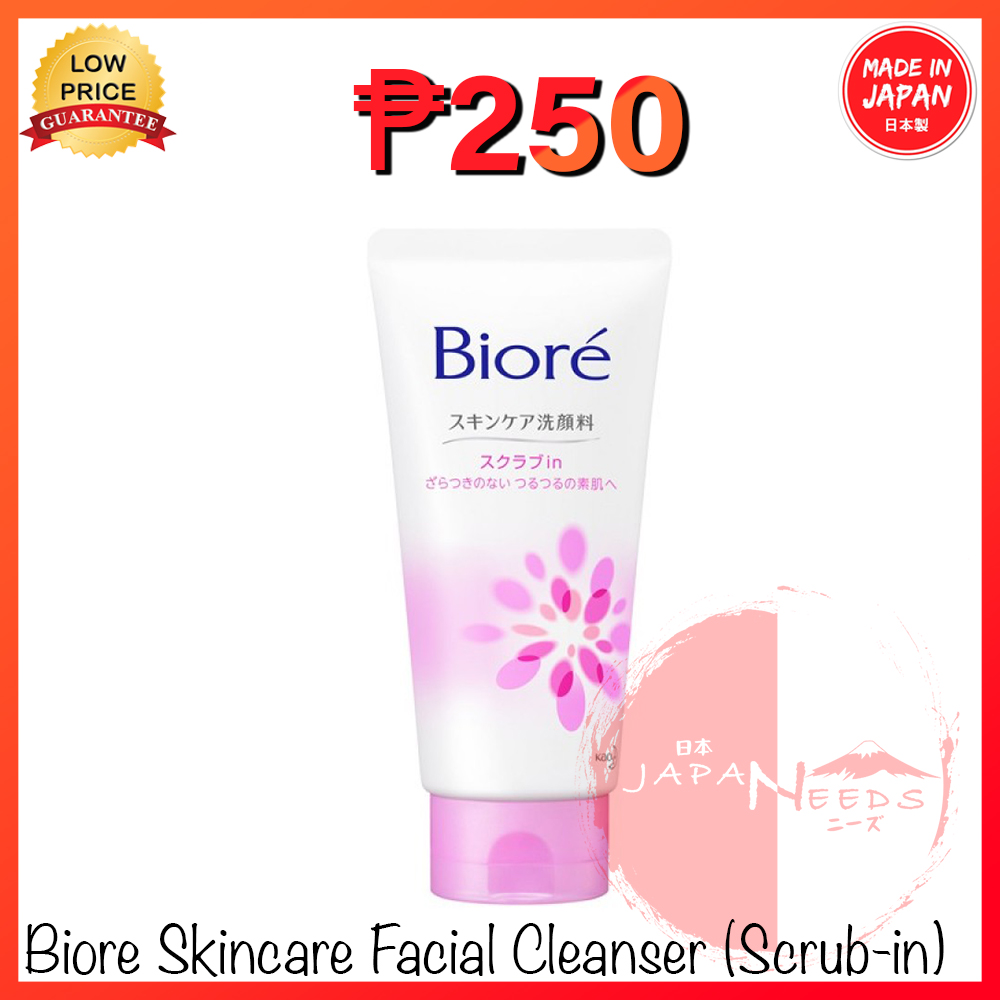 LOW
PRICE
GUARANTEE
₱250
MADE IN
JAPAN
日本製
Bioré
スキンケア洗顔料
スクラブin
ざらつきのない つるつるの素肌へ
Kao
日本
JAPANEEDS
ニーズ
Biore Skincare Facial Cleanser (Scrub-in)